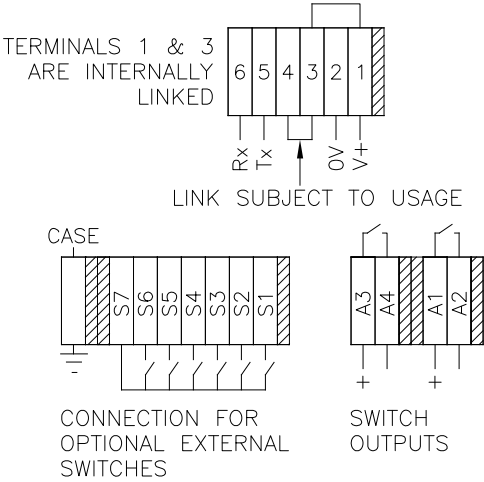 TERMINALS 1 & 3
ARE INTERNALLY
LINKED
6 5 4 3 2 1
Rx Tx 0V V+
LINK SUBJECT TO USAGE
CASE
S7 S6 S5 S4 S3 S2 S1
A3 A4 A1 A2
+ +
CONNECTION FOR
OPTIONAL EXTERNAL
SWITCHES
SWITCH
OUTPUTS